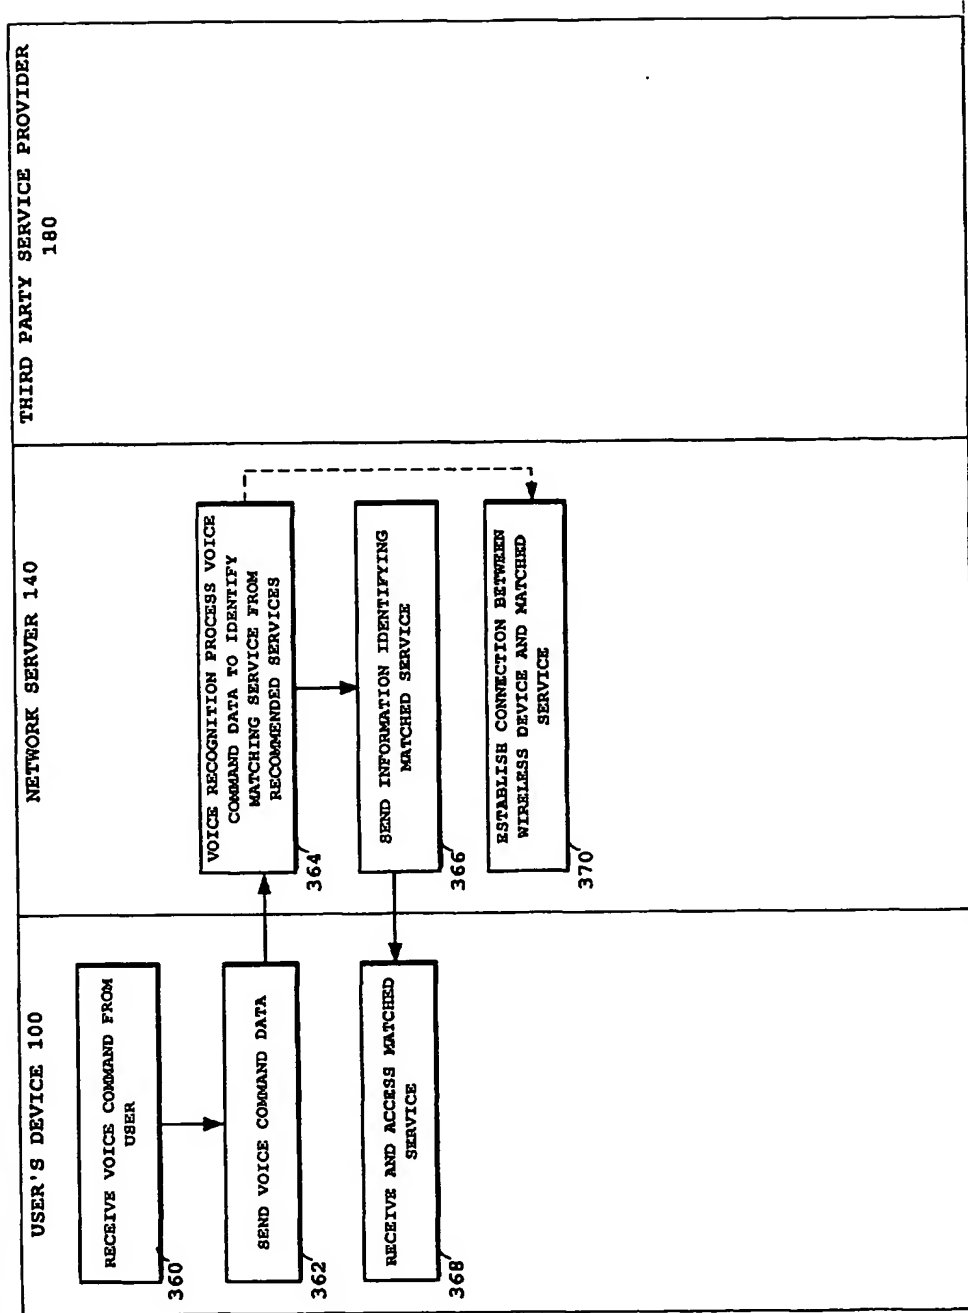 USER'S DEVICE 100
NETWORK SERVER 140
THIRD PARTY SERVICE PROVIDER
180
RECEIVE VOICE COMMAND FROM
USER
360
SEND VOICE COMMAND DATA
362
VOICE RECOGNITION PROCESS VOICE
COMMAND DATA TO IDENTIFY
MATCHING SERVICE FROM
RECOMMENDED SERVICES
364
SEND INFORMATION IDENTIFYING
MATCHED SERVICE
366
RECEIVE AND ACCESS MATCHED
SERVICE
368
ESTABLISH CONNECTION BETWEEN
WIRELESS DEVICE AND MATCHED
SERVICE
370